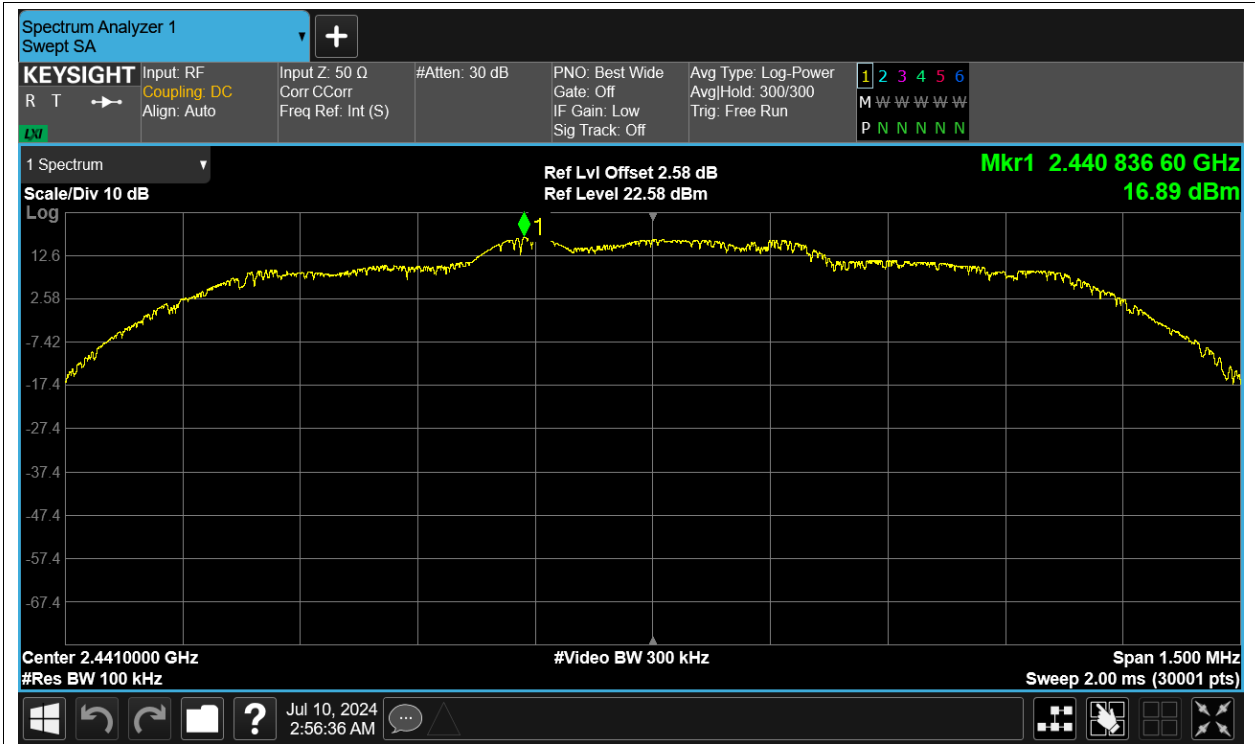 Spectrum Analyzer 1
Swept SA
KEYSIGHT
R T
LXI
Input: RF
Coupling: DC
Align: Auto
Input Z: 50 Ω
Corr CCorr
Freq Ref: Int (S)
#Atten: 30 dB
PNO: Best Wide
Gate: Off
IF Gain: Low
Sig Track: Off
Avg Type: Log-Power
Avg|Hold: 300/300
Trig: Free Run
1 2 3 4 5 6
M W W W W W
P N N N N N
1 Spectrum
Scale/Div 10 dB
Log
Ref Lvl Offset 2.58 dB
Ref Level 22.58 dBm
Mkr1 2.440 836 60 GHz
16.89 dBm
1
12.6
2.58
-7.42
-17.4
-27.4
-37.4
-47.4
-57.4
-67.4
Center 2.4410000 GHz
#Res BW 100 kHz
#Video BW 300 kHz
Span 1.500 MHz
Sweep 2.00 ms (30001 pts)
?
Jul 10, 2024
2:56:36 AM